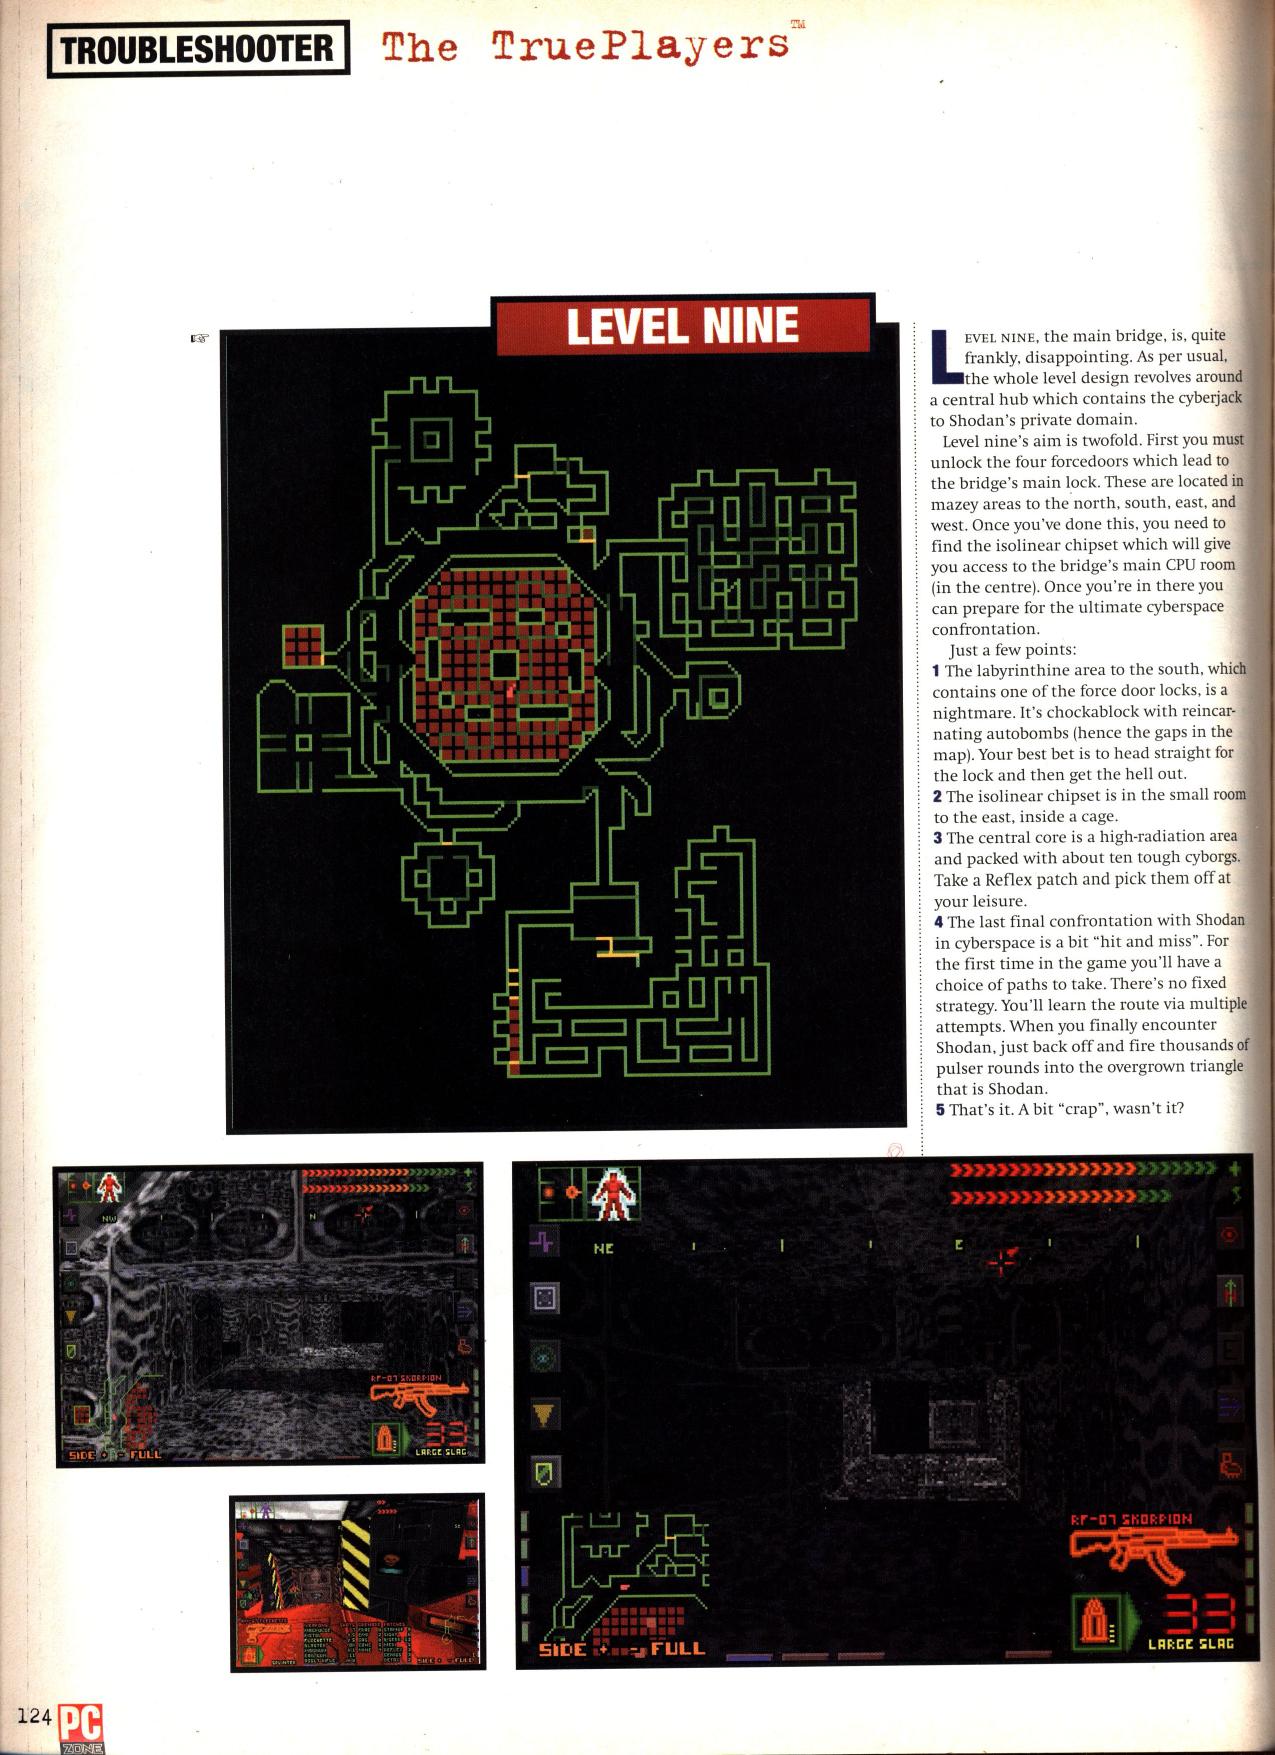 TROUBLESHOOTER
The TruePlayers™
LEVEL NINE
LEVEL NINE, the main bridge, is, quite
frankly, disappointing. As per usual,
the whole level design revolves around
a central hub which contains the cyberjack
to Shodan's private domain.
Level nine's aim is twofold. First you must
unlock the four forcedoors which lead to
the bridge's main lock. These are located in
mazey areas to the north, south, east, and
west. Once you've done this, you need to
find the isolinear chipset which will give
you access to the bridge's main CPU room
(in the centre). Once you're in there you
can prepare for the ultimate cyberspace
confrontation.
Just a few points:
1 The labyrinthine area to the south, which
contains one of the force door locks, is a
nightmare. It's chockablock with reincar-
nating autobombs (hence the gaps in the
map). Your best bet is to head straight for
the lock and then get the hell out.
2 The isolinear chipset is in the small room
to the east, inside a cage.
3 The central core is a high-radiation area
and packed with about ten tough cyborgs.
Take a Reflex patch and pick them off at
your leisure.
4 The last final confrontation with Shodan
in cyberspace is a bit “hit and miss”. For
the first time in the game you'll have a
choice of paths to take. There's no fixed
strategy. You'll learn the route via multiple
attempts. When you finally encounter
Shodan, just back off and fire thousands of
pulser rounds into the overgrown triangle
that is Shodan.
5 That's it. A bit “crap”, wasn't it?
NW N
RF-07 SKORPION
33
LARGE SLAG
SIDE + - FULL
NE E
RF-07 SKORPION
33
LARGE SLAG
SIDE + - FULL
SIDE + - FULL
124 PC
ZONE